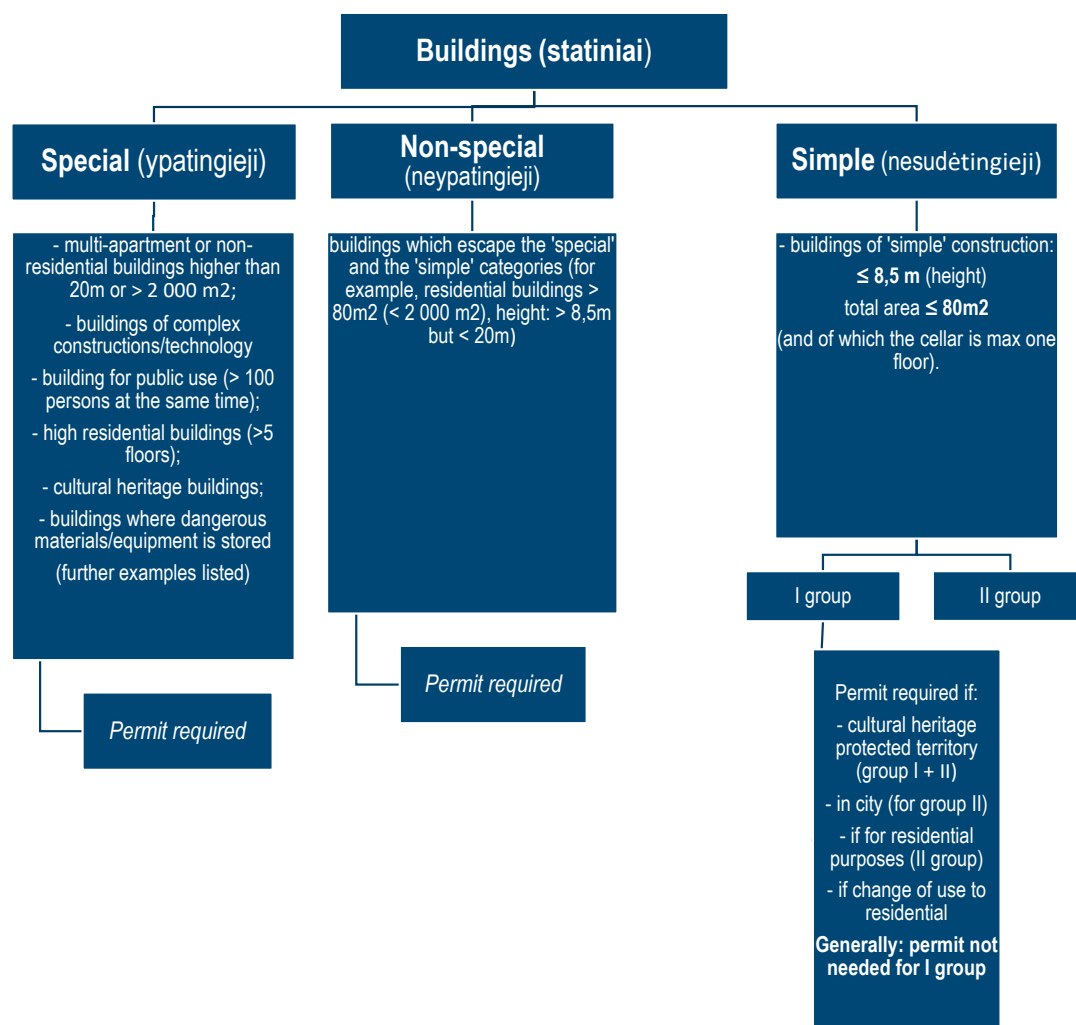 Buildings (statiniai)
Special (ypatingieji)
- multi-apartment or non-
residential buildings higher than
20m or > 2 000 m2;
- buildings of complex
constructions/technology
- building for public use (> 100
persons at the same time);
- high residential buildings (>5
floors);
- cultural heritage buildings;
- buildings where dangerous
materials/equipment is stored
(further examples listed)
Permit required
Non-special
(neypatingieji)
buildings which escape the 'special'
and the 'simple' categories (for
example, residential buildings >
80m2 (< 2 000 m2), height: > 8,5m
but < 20m)
Permit required
Simple (nesudėtingieji)
- buildings of 'simple' construction:
≤ 8,5 m (height)
total area ≤ 80m2
(and of which the cellar is max one
floor).
I group
II group
Permit required if:
- cultural heritage
protected territory
(group I + II)
- in city (for group II)
- if for residential
purposes (II group)
- if change of use to
residential
Generally: permit not
needed for I group